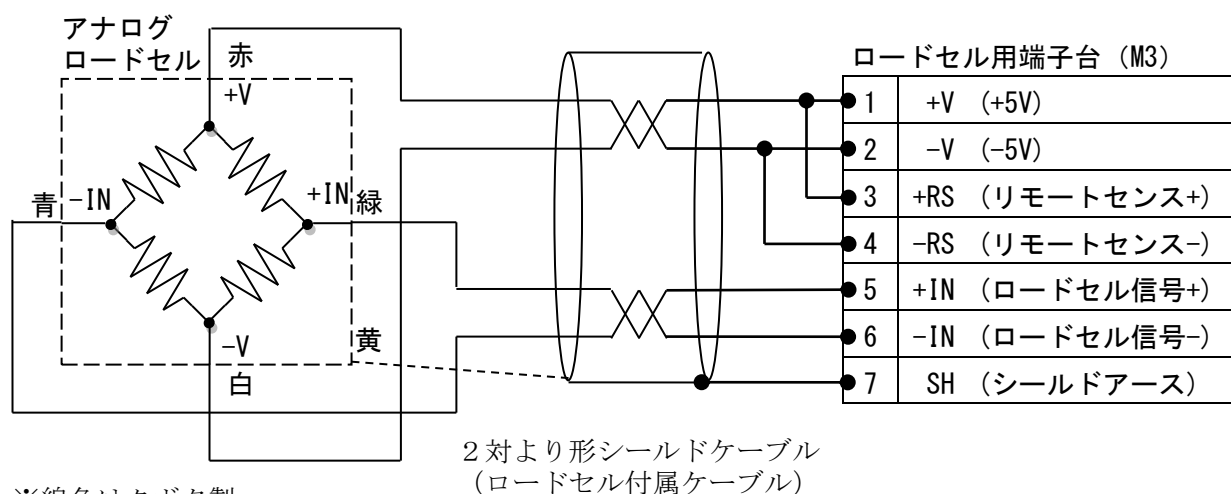 アナログ
ロードセル
赤
+V
青
-IN
+IN
緑
-V
黄
白
ロードセル用端子台 (M3)
1 +V (+5V)
2 -V (-5V)
3 +RS (リモートセンス+)
4 -RS (リモートセンス-)
5 +IN (ロードセル信号+)
6 -IN (ロードセル信号-)
7 SH (シールドアース)
2対より形シールドケーブル
(ロードセル付属ケーブル)